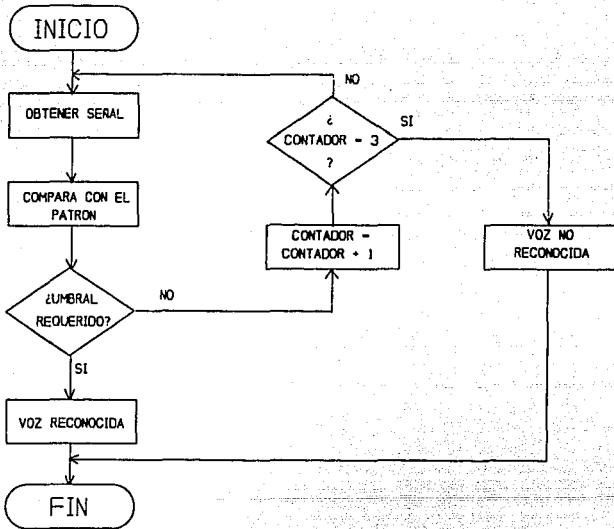 INICIO
OBTENER SEÑAL
COMPARA CON EL
PATRON
¿UMBRAL
REQUERIDO?
NO
SI
VOZ RECONOCIDA
FIN
CONTADOR =
CONTADOR + 1
¿
CONTADOR = 3
?
NO
SI
VOZ NO
RECONOCIDA